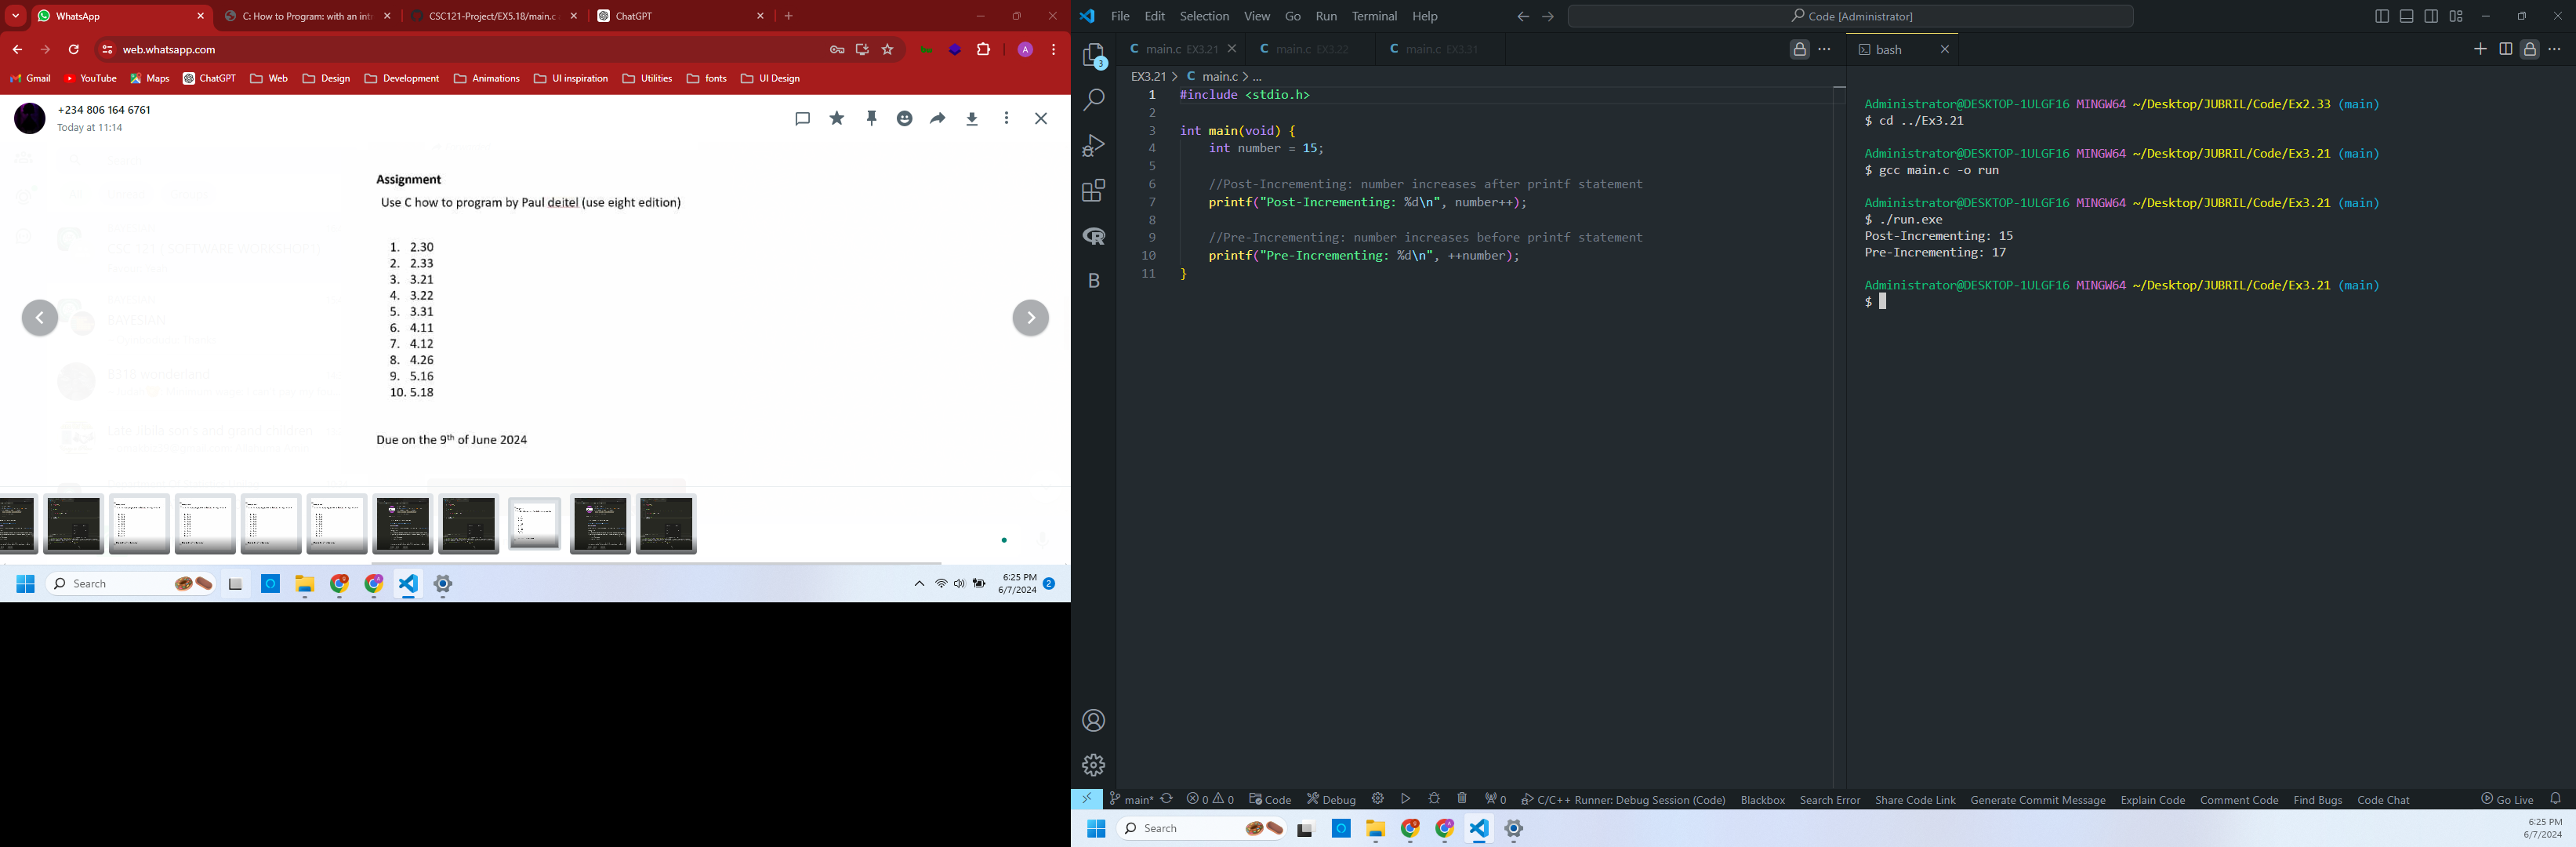 WhatsApp
C: How to Program: with an intr
CSC121-Project/EX5.18/main.c
ChatGPT
web.whatsapp.com
A
Gmail
YouTube
Maps
ChatGPT
Web
Design
Development
Animations
UI inspiration
Utilities
fonts
UI Design
+234 806 164 6761
Today at 11:14
Assignment
Use C how to program by Paul deitel (use eight edition)
1. 2.30
2. 2.33
3. 3.21
4. 3.22
5. 3.31
6. 4.11
7. 4.12
8. 4.26
9. 5.16
10. 5.18
Due on the 9th of June 2024
Search
6:25 PM
6/7/2024
2
File Edit Selection View Go Run Terminal Help
Code [Administrator]
3
B
C main.c EX3.21
C main.c EX3.22
C main.c EX3.31
EX3.21 > C main.c > ...
1 #include <stdio.h>
2
3 int main(void) {
4 int number = 15;
5
6 //Post-Incrementing: number increases after printf statement
7 printf("Post-Incrementing: %d\n", number++);
8
9 //Pre-Incrementing: number increases before printf statement
10 printf("Pre-Incrementing: %d\n", ++number);
11 }
bash
Administrator@DESKTOP-1ULGF16 MINGW64 ~/Desktop/JUBRIL/Code/Ex2.33 (main)
$ cd ../Ex3.21
Administrator@DESKTOP-1ULGF16 MINGW64 ~/Desktop/JUBRIL/Code/Ex3.21 (main)
$ gcc main.c -o run
Administrator@DESKTOP-1ULGF16 MINGW64 ~/Desktop/JUBRIL/Code/Ex3.21 (main)
$ ./run.exe
Post-Incrementing: 15
Pre-Incrementing: 17
Administrator@DESKTOP-1ULGF16 MINGW64 ~/Desktop/JUBRIL/Code/Ex3.21 (main)
$
main* 0 0 Code Debug 0 C/C++ Runner: Debug Session (Code) Blackbox Search Error Share Code Link Generate Commit Message Explain Code Comment Code Find Bugs Code Chat Go Live
Search
6:25 PM
6/7/2024